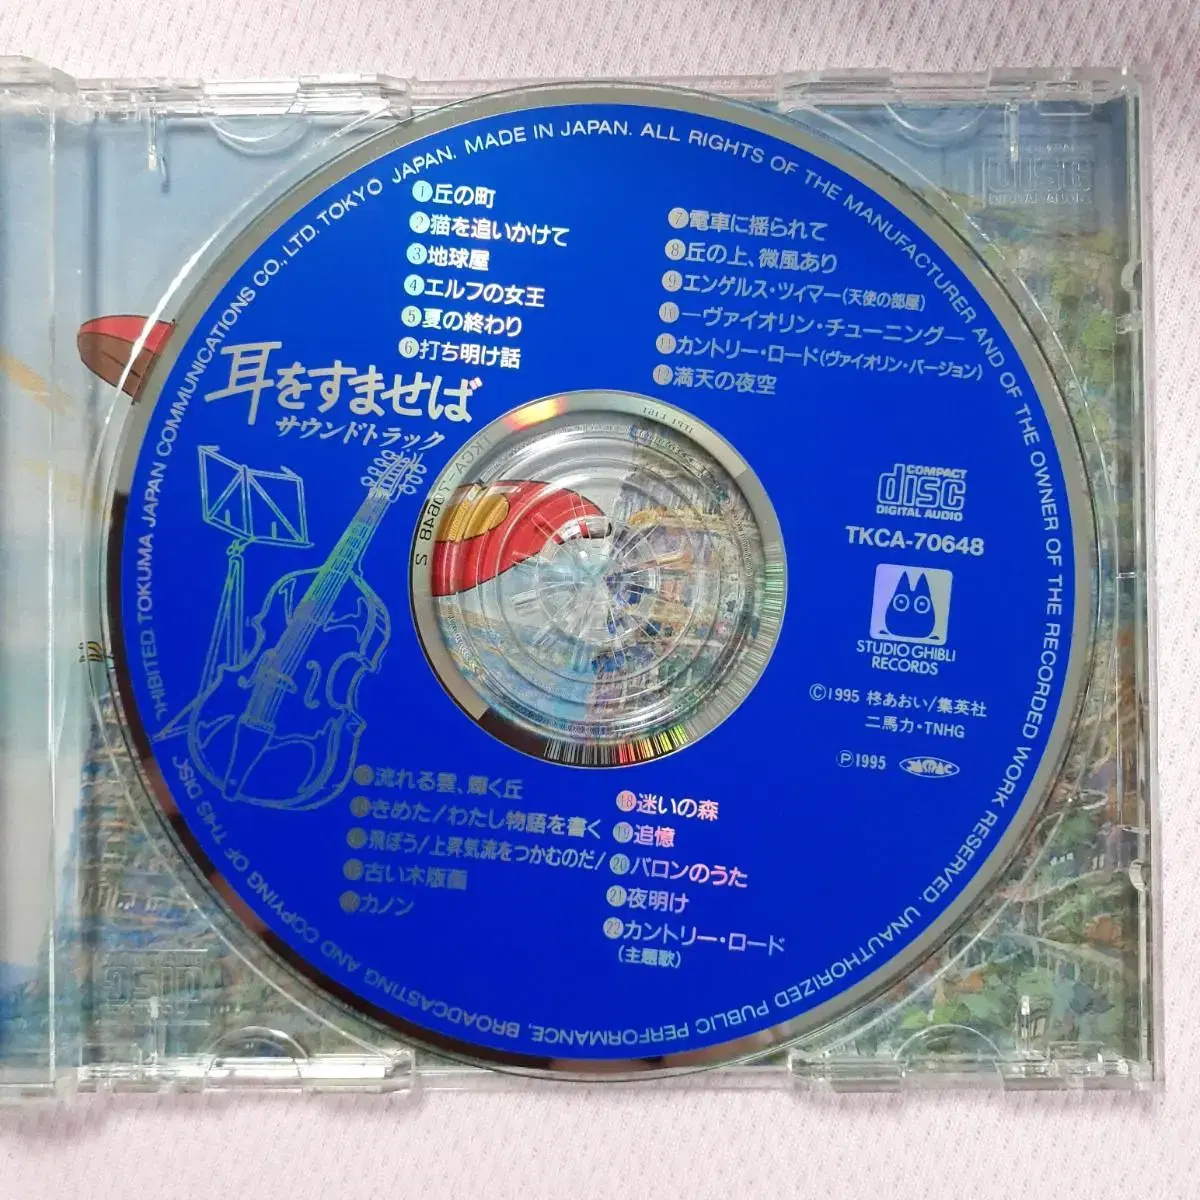 UNAUTHORIZED PUBLIC PERFORMANCE, BROADCASTING AND COPYING OF THIS DISC PROHIBITED. TOKUMA JAPAN COMMUNICATIONS CO., LTD. TOKYO JAPAN. MADE IN JAPAN. ALL RIGHTS OF THE MANUFACTURER AND OF THE OWNER OF THE RECORDED WORK RESERVED.
1 丘の町
2 猫を追いかけて
3 地球屋
4 エルフの女王
5 夏の終わり
6 打ち明け話
7 電車に揺られて
8 丘の上、微風あり
9 エンゲルス・ツィマー(天使の部屋)
10 ―ヴァイオリン・チューニング―
11 カントリー・ロード(ヴァイオリン・バージョン)
12 満天の夜空
耳をすませば
サウンドトラック
COMPACT
disc
DIGITAL AUDIO
TKCA-70648
STUDIO GHIBLI
RECORDS
©1995 柊あおい/集英社
二馬力・TNHG
℗1995
TKCA-70648 2
13 流れる雲、輝く丘
14 きめた!わたし物語を書く
15 飛ぼう!上昇気流をつかむのだ!
16 古い木版画
17 カノン
18 迷いの森
19 追憶
20 バロンのうた
21 夜明け
22 カントリー・ロード
(主題歌)